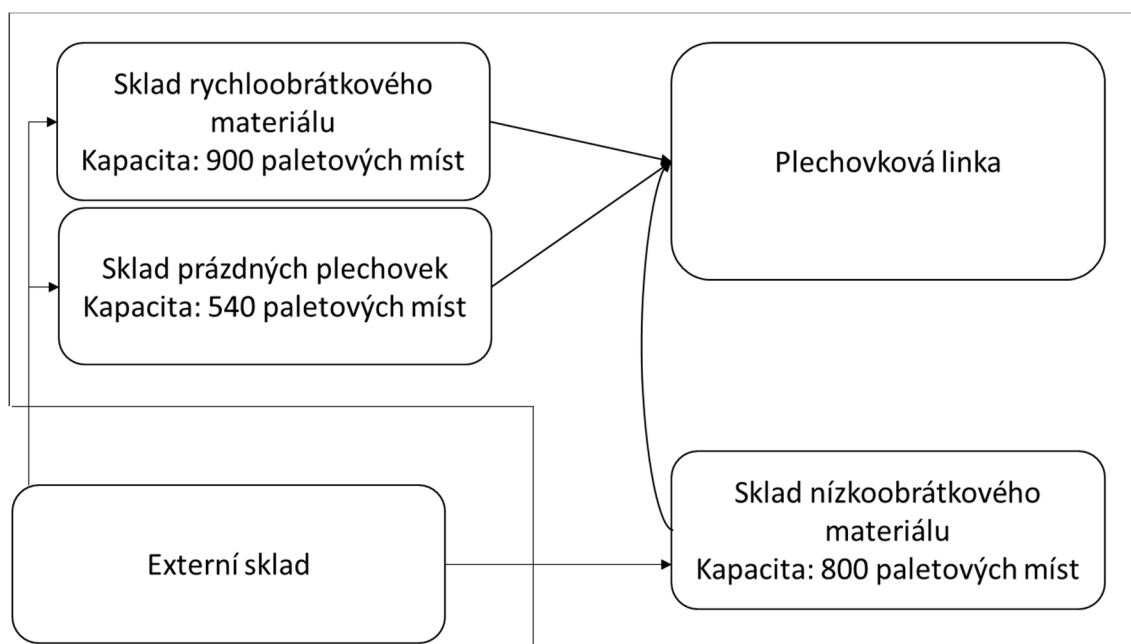 Sklad rychloobrátkového
materiálu
Kapacita: 900 paletových míst
Plechovková linka
Sklad prázdných plechovek
Kapacita: 540 paletových míst
Externí sklad
Sklad nízkoobrátkového
materiálu
Kapacita: 800 paletových míst